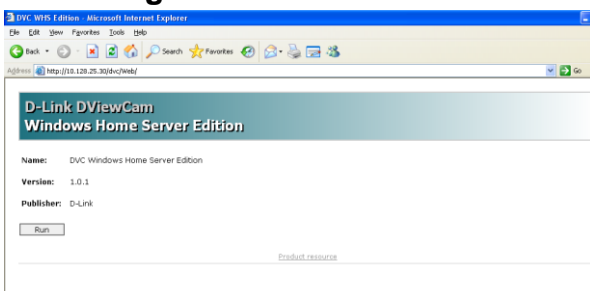 DVC WHS Edition - Microsoft Internet Explorer
File Edit View Favorites Tools Help
Back Search Favorites
Address http://10.128.25.30/dvc/Web/ Go
D-Link DViewCam
Windows Home Server Edition
Name: DVC Windows Home Server Edition
Version: 1.0.1
Publisher: D-Link
Run
Product resource